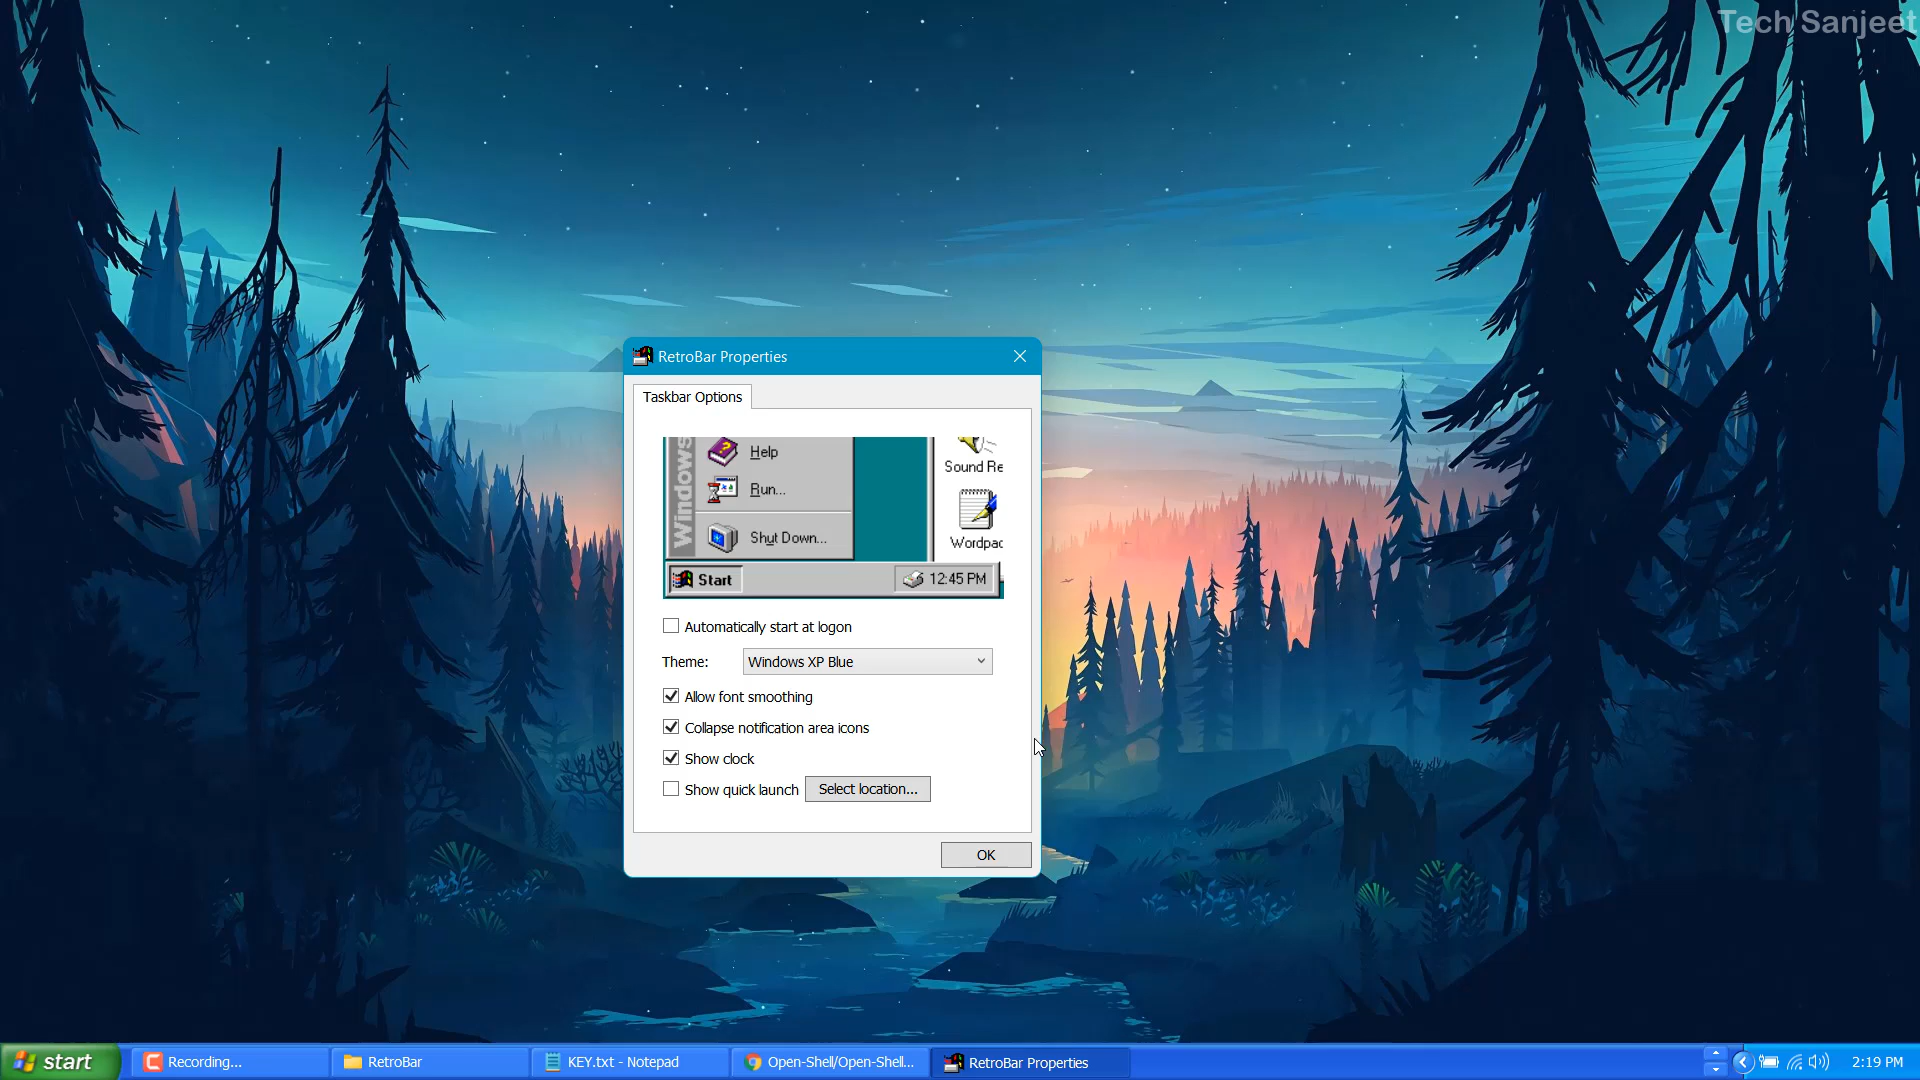 Tech Sanjeet
RetroBar Properties
Taskbar Options
Windows
Help
Run...
Shut Down...
Sound Re
Wordpac
Start
12:45 PM
Automatically start at logon
Theme: Windows XP Blue
Allow font smoothing
Collapse notification area icons
Show clock
Show quick launch Select location...
OK
start Recording... RetroBar KEY.txt - Notepad Open-Shell/Open-Shell... RetroBar Properties 2:19 PM